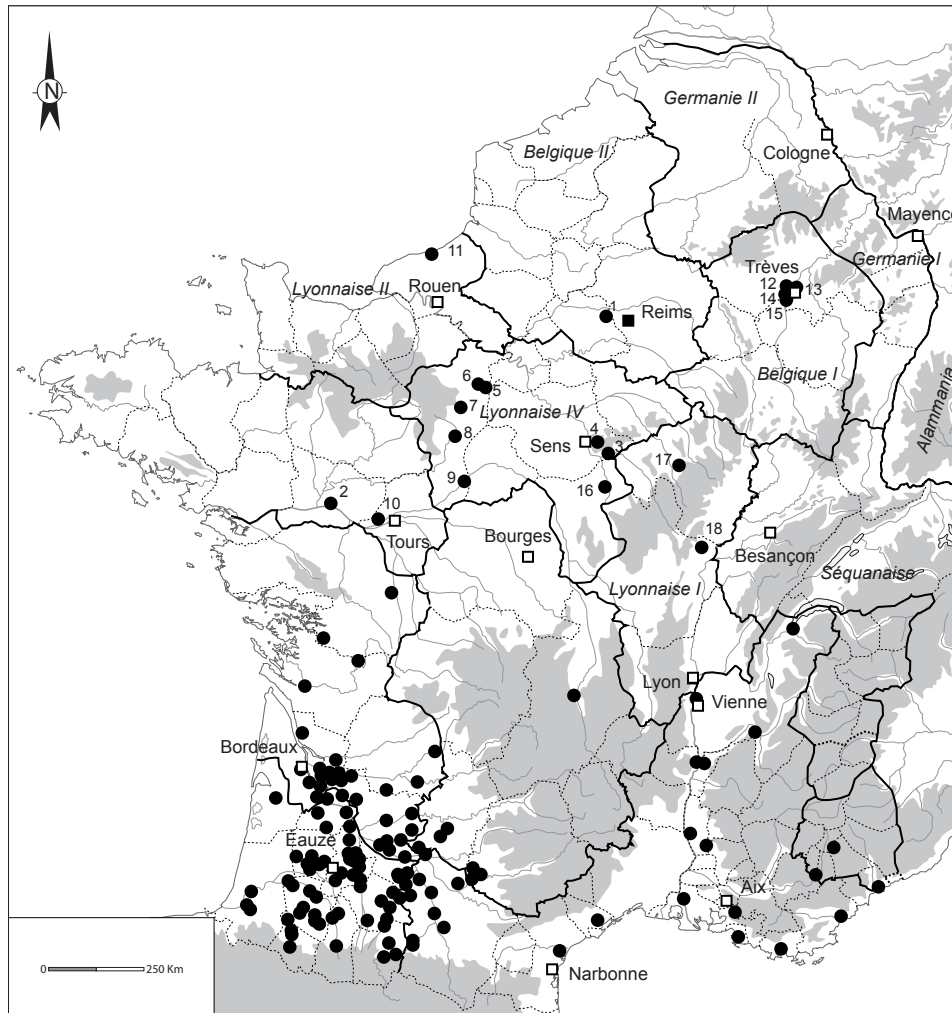 N
Germanie II
Cologne
Belgique II
Mayence
Germanie I
11
Trèves
12
13
14
15
Lyonnaise II
Rouen
1
Reims
Belgique I
Alammania
6
5
7
Lyonnaise IV
8
4
Sens
3
17
9
16
2
10
Tours
Bourges
18
Besançon
Séquanaise
Lyonnaise I
Lyon
Vienne
Bordeaux
Eauze
Aix
0
250 Km
Narbonne